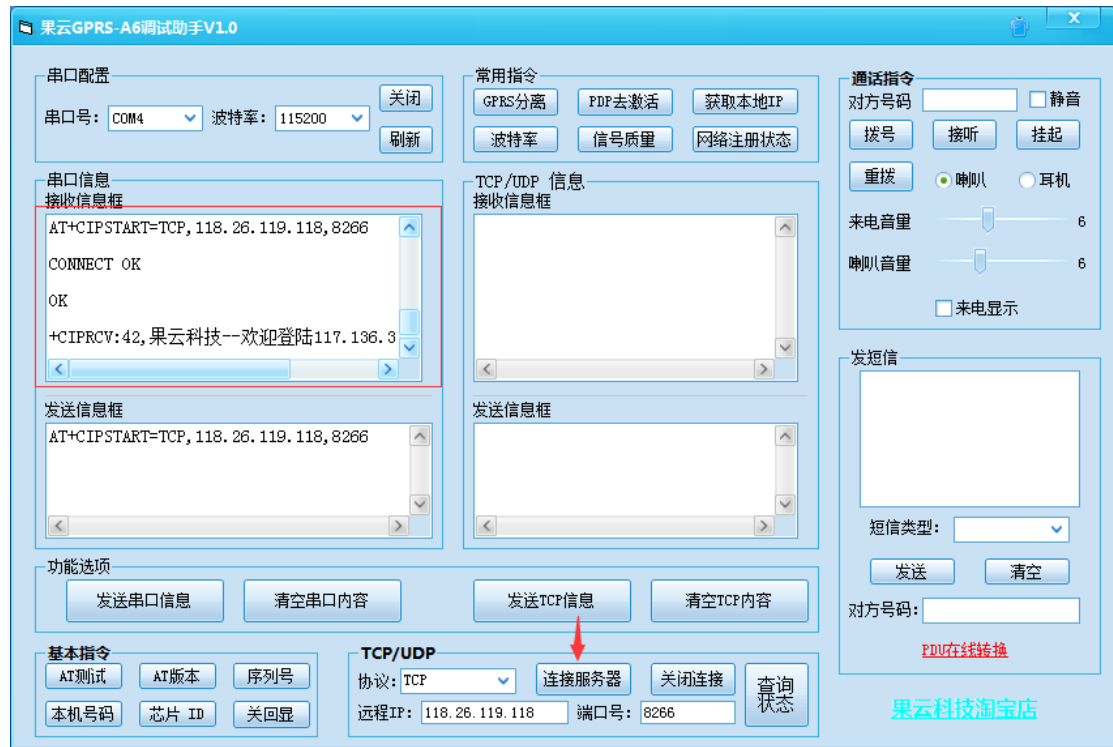 果云GPRS-A6调试助手V1.0
串口配置
串口号: COM4 波特率: 115200
关闭
刷新
常用指令
GPRS分离 PDP去激活 获取本地IP
波特率 信号质量 网络注册状态
通话指令
对方号码 静音
拨号 接听 挂起
重拨 喇叭 耳机
来电音量 6
喇叭音量 6
来电显示
串口信息
接收信息框
AT+CIPSTART=TCP,118.26.119.118,8266
CONNECT OK
OK
+CIPRCV:42,果云科技--欢迎登陆117.136.3
TCP/UDP 信息
接收信息框
发送信息框
AT+CIPSTART=TCP,118.26.119.118,8266
发送信息框
发短信
短信类型:
发送 清空
对方号码:
PDU在线转换
果云科技淘宝店
功能选项
发送串口信息 清空串口内容 发送TCP信息 清空TCP内容
基本指令
AT测试 AT版本 序列号
本机号码 芯片 ID 关回显
TCP/UDP
协议: TCP 连接服务器 关闭连接
远程IP: 118.26.119.118 端口号: 8266
查询
状态